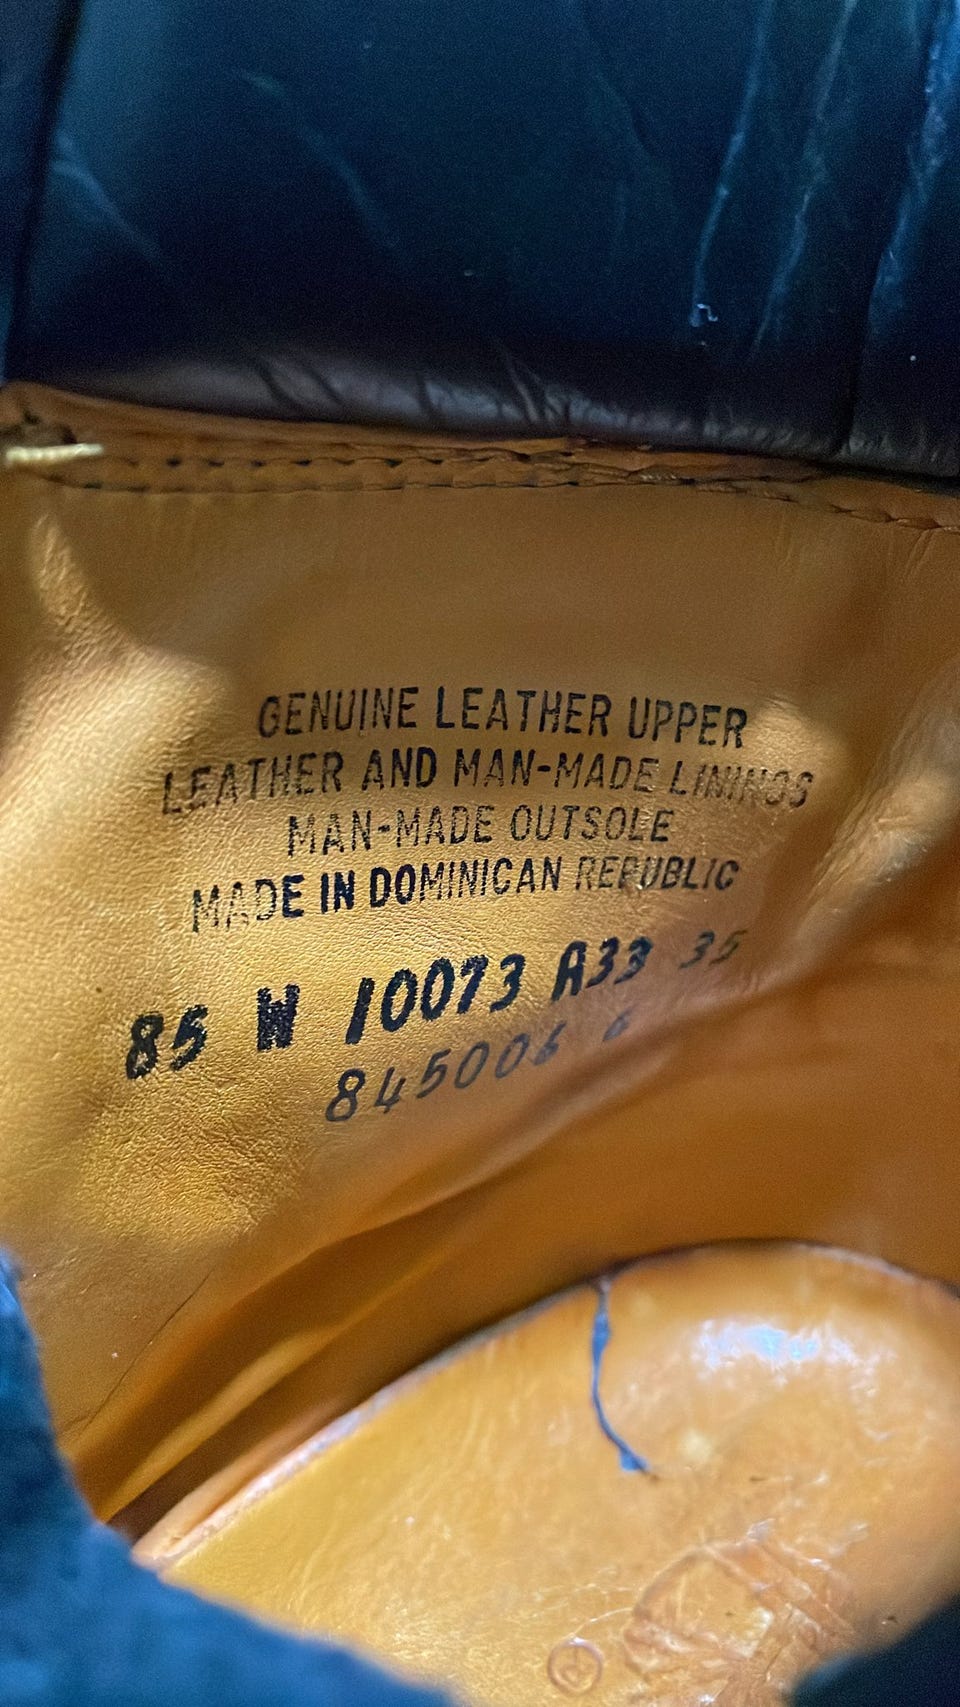 GENUINE LEATHER UPPER
LEATHER AND MAN-MADE LININGS
MAN-MADE OUTSOLE
MADE IN DOMINICAN REPUBLIC
85 W 10073 A33 35
845006 6
®